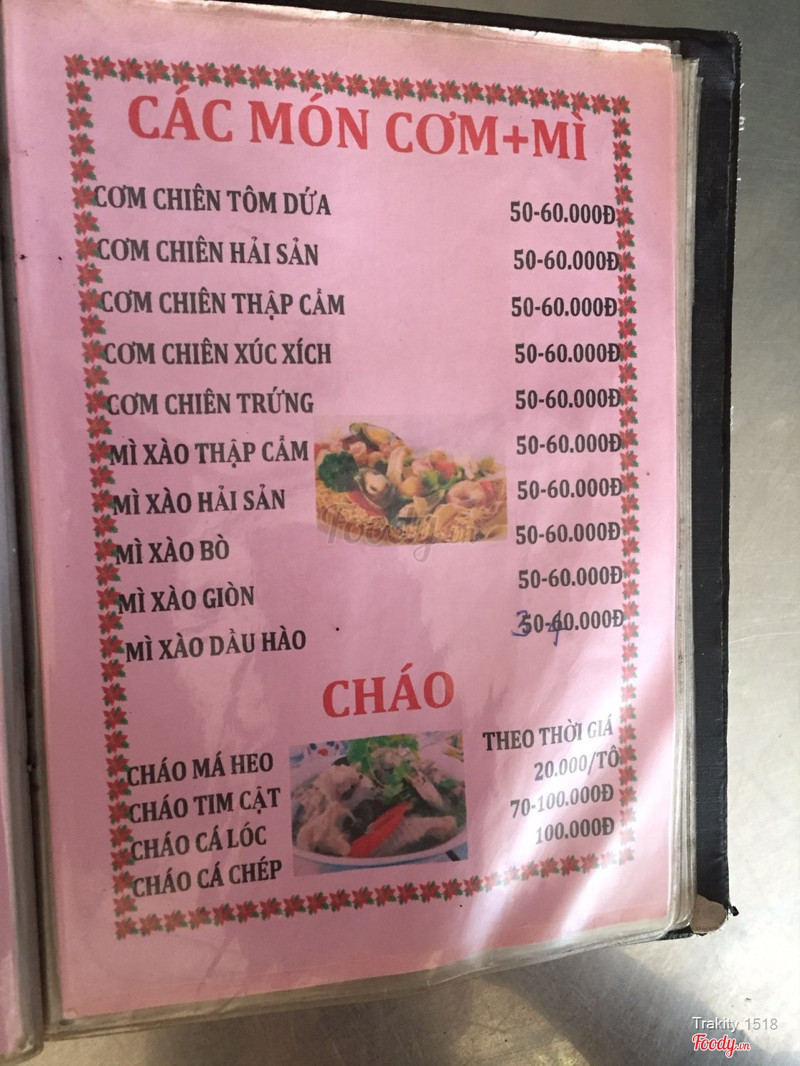 CÁC MÓN CƠM+MÌ
CƠM CHIÊN TÔM DỨA 50-60.000Đ
CƠM CHIÊN HẢI SẢN 50-60.000Đ
CƠM CHIÊN THẬP CẨM 50-60.000Đ
CƠM CHIÊN XÚC XÍCH 50-60.000Đ
CƠM CHIÊN TRỨNG 50-60.000Đ
MÌ XÀO THẬP CẨM 50-60.000Đ
MÌ XÀO HẢI SẢN 50-60.000Đ
MÌ XÀO BÒ 50-60.000Đ
MÌ XÀO GIÒN 50-60.000Đ
MÌ XÀO DẦU HÀO 50-60.000Đ
3 4
CHÁO
CHÁO MÁ HEO THEO THỜI GIÁ
CHÁO TIM CẬT 20.000/TÔ
CHÁO CÁ LÓC 70-100.000Đ
CHÁO CÁ CHÉP 100.000Đ
Foody.vn
Trakity_1518
Foody.vn